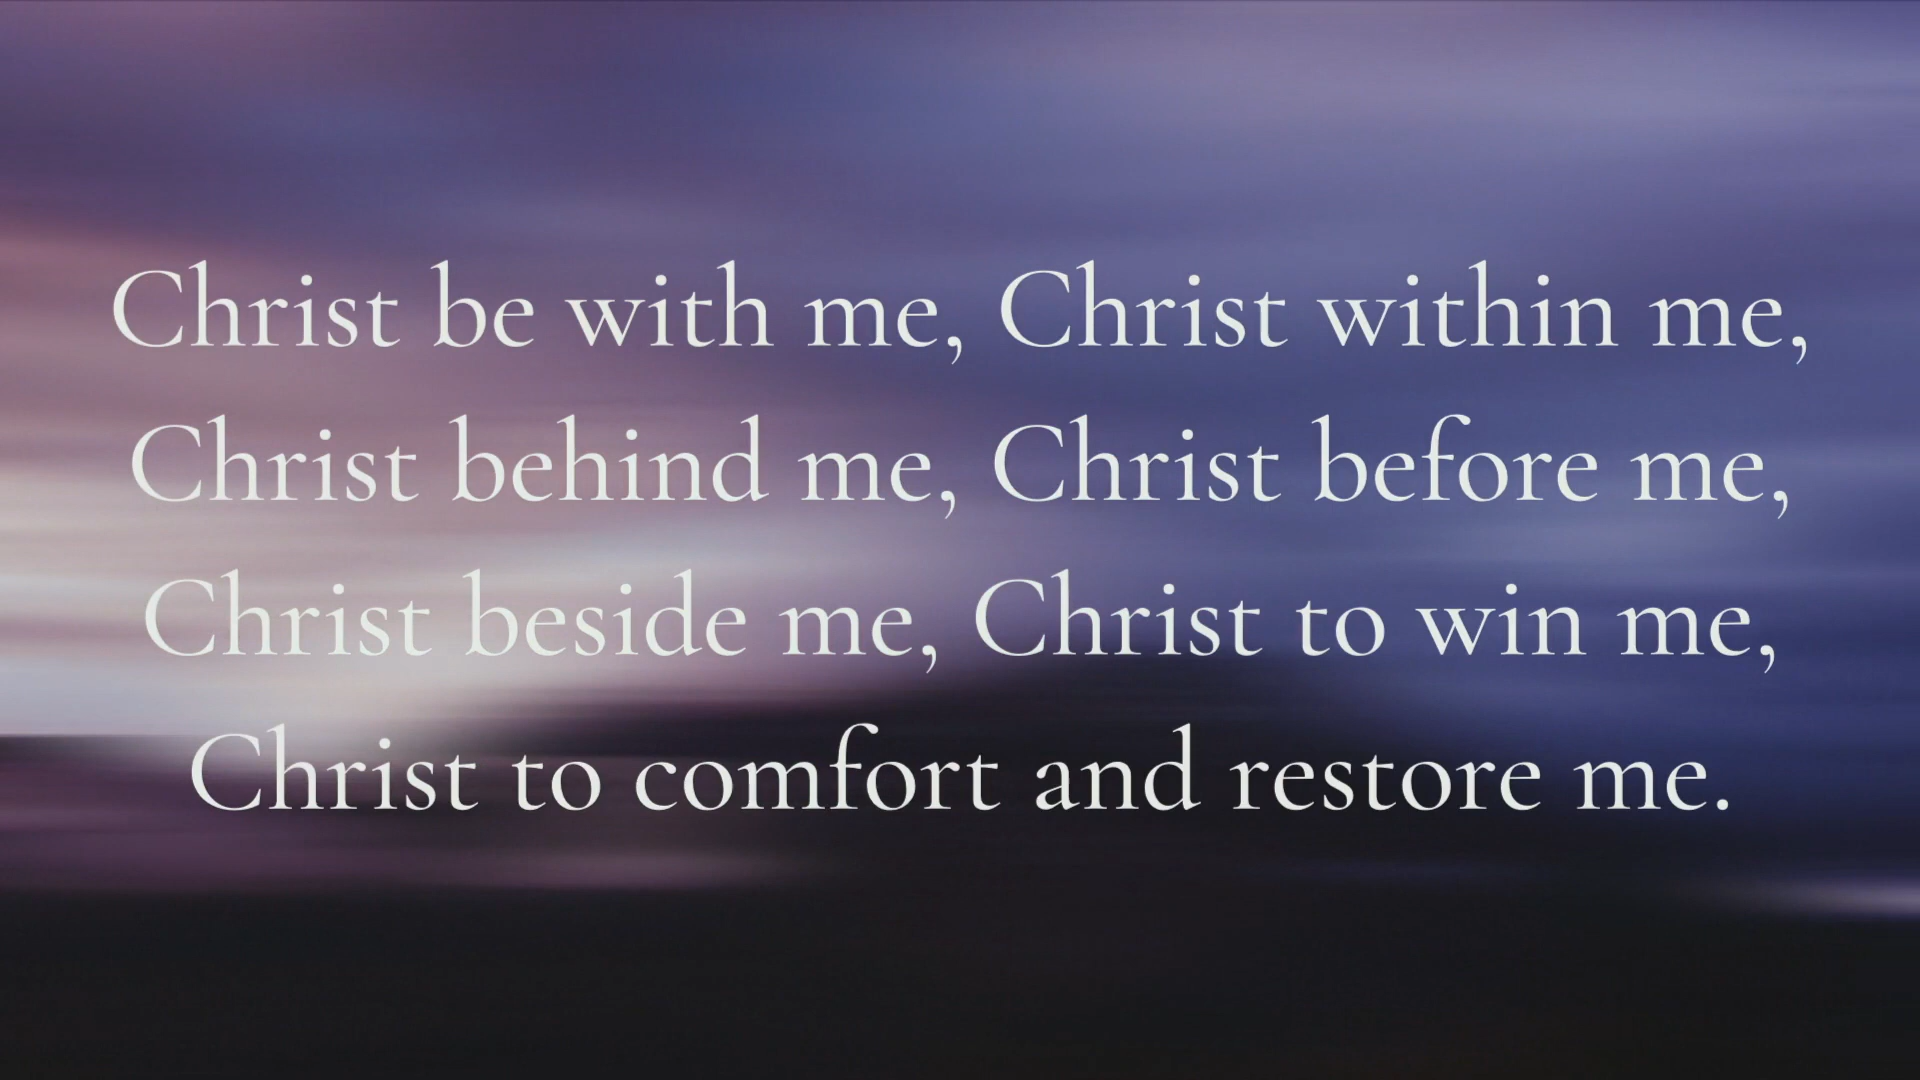 Christ be with me, Christ within me,
Christ behind me, Christ before me,
Christ beside me, Christ to win me,
Christ to comfort and restore me.